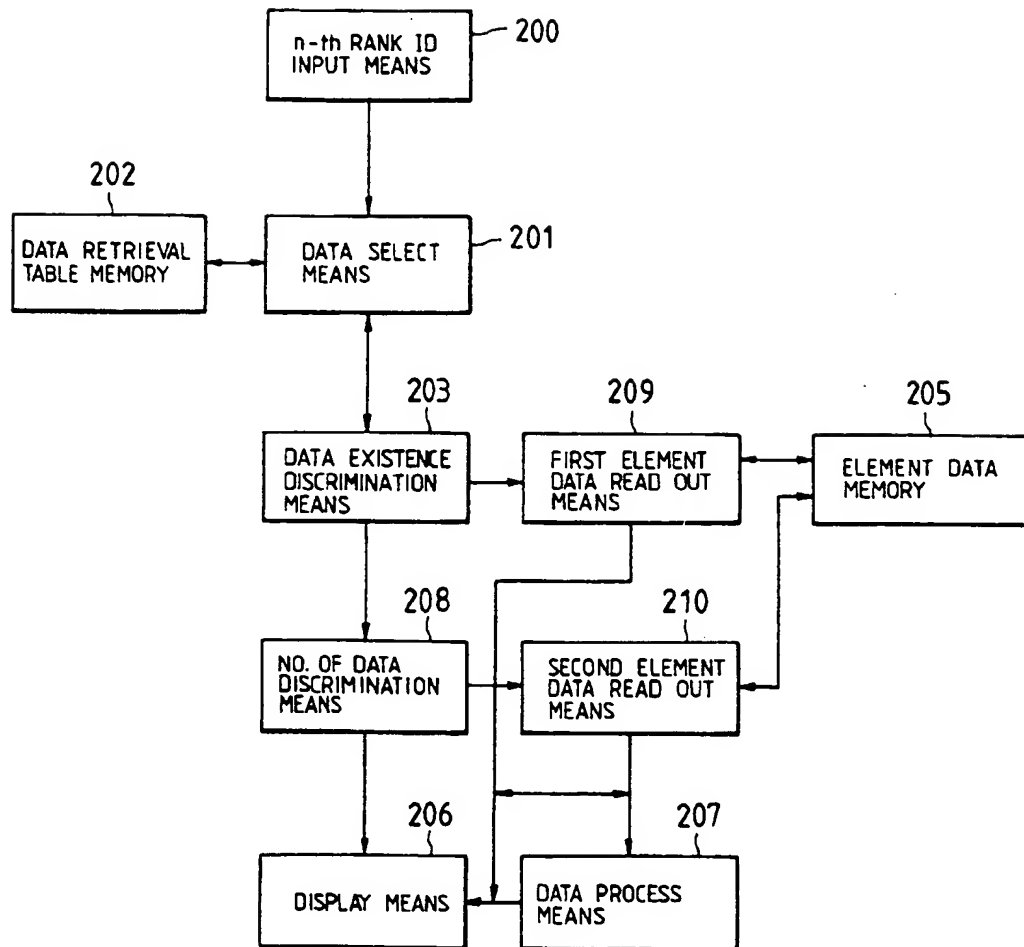 n-th RANK ID
INPUT MEANS
200
202
DATA RETRIEVAL
TABLE MEMORY
DATA SELECT
MEANS
201
203
209
205
DATA EXISTENCE
DISCRIMINATION
MEANS
FIRST ELEMENT
DATA READ OUT
MEANS
ELEMENT DATA
MEMORY
208
210
NO. OF DATA
DISCRIMINATION
MEANS
SECOND ELEMENT
DATA READ OUT
MEANS
206
207
DISPLAY MEANS
DATA PROCESS
MEANS